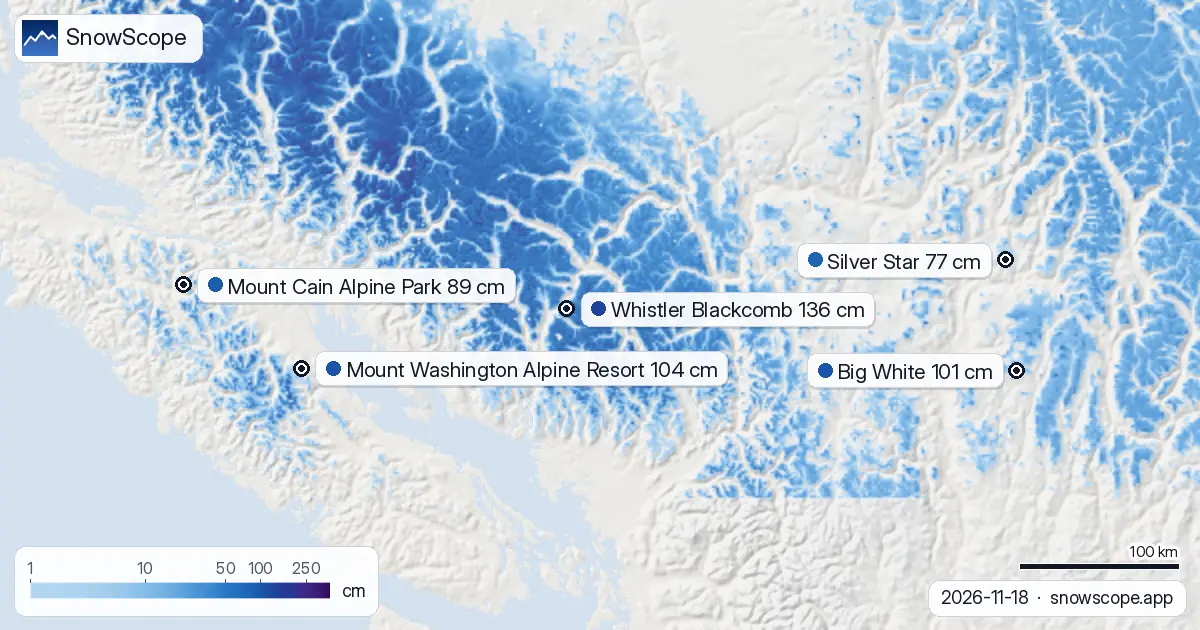 SnowScope
Silver Star 77 cm
Mount Cain Alpine Park 89 cm
Whistler Blackcomb 136 cm
Mount Washington Alpine Resort 104 cm
Big White 101 cm
1 10 50 100 250
cm
100 km
2026-11-18 · snowscope.app